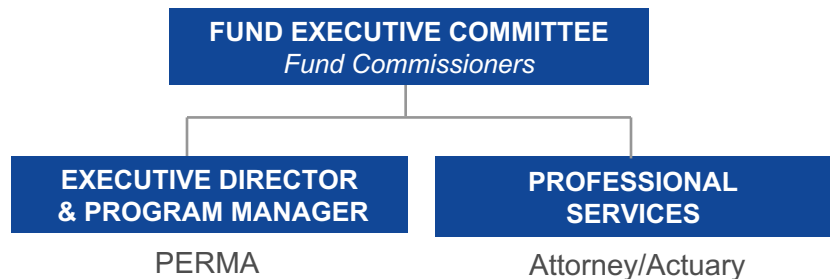 FUND EXECUTIVE COMMITTEE
Fund Commissioners
EXECUTIVE DIRECTOR
& PROGRAM MANAGER
PERMA
PROFESSIONAL
SERVICES
Attorney/Actuary